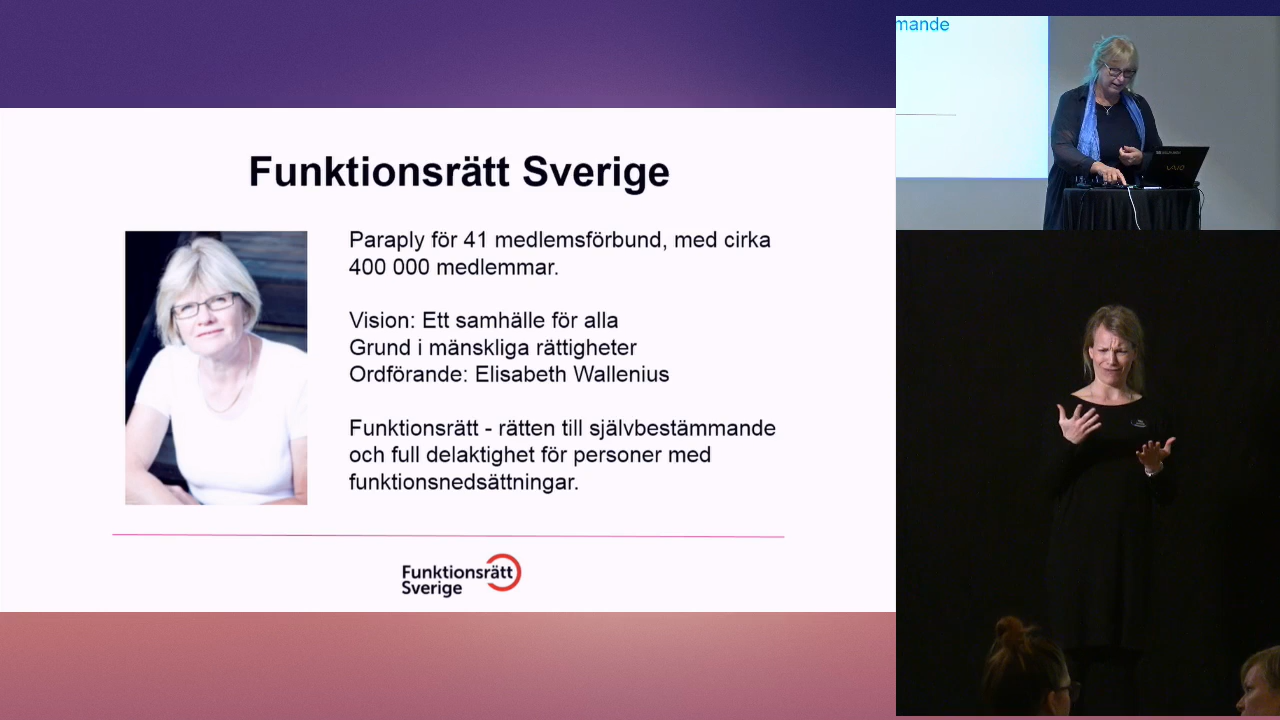 Funktionsrätt Sverige
Paraply för 41 medlemsförbund, med cirka
400 000 medlemmar.
Vision: Ett samhälle för alla
Grund i mänskliga rättigheter
Ordförande: Elisabeth Wallenius
Funktionsrätt - rätten till självbestämmande
och full delaktighet för personer med
funktionsnedsättningar.
Funktionsrätt
Sverige
mande